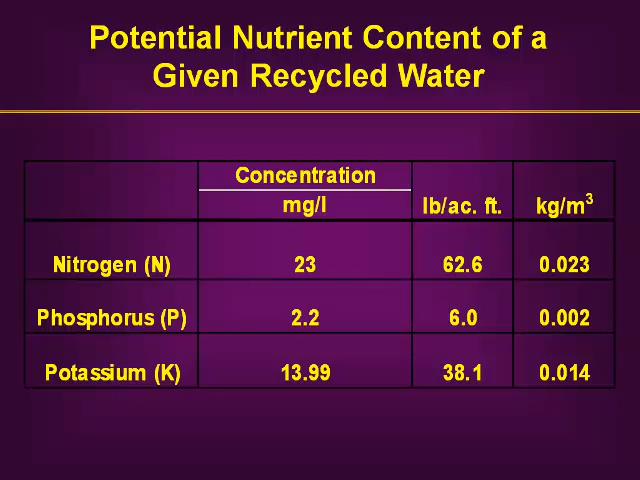 Potential Nutrient Content of a
Given Recycled Water
Concentration
mg/l lb/ac. ft. kg/m³
Nitrogen (N) 23 62.6 0.023
Phosphorus (P) 2.2 6.0 0.002
Potassium (K) 13.99 38.1 0.014